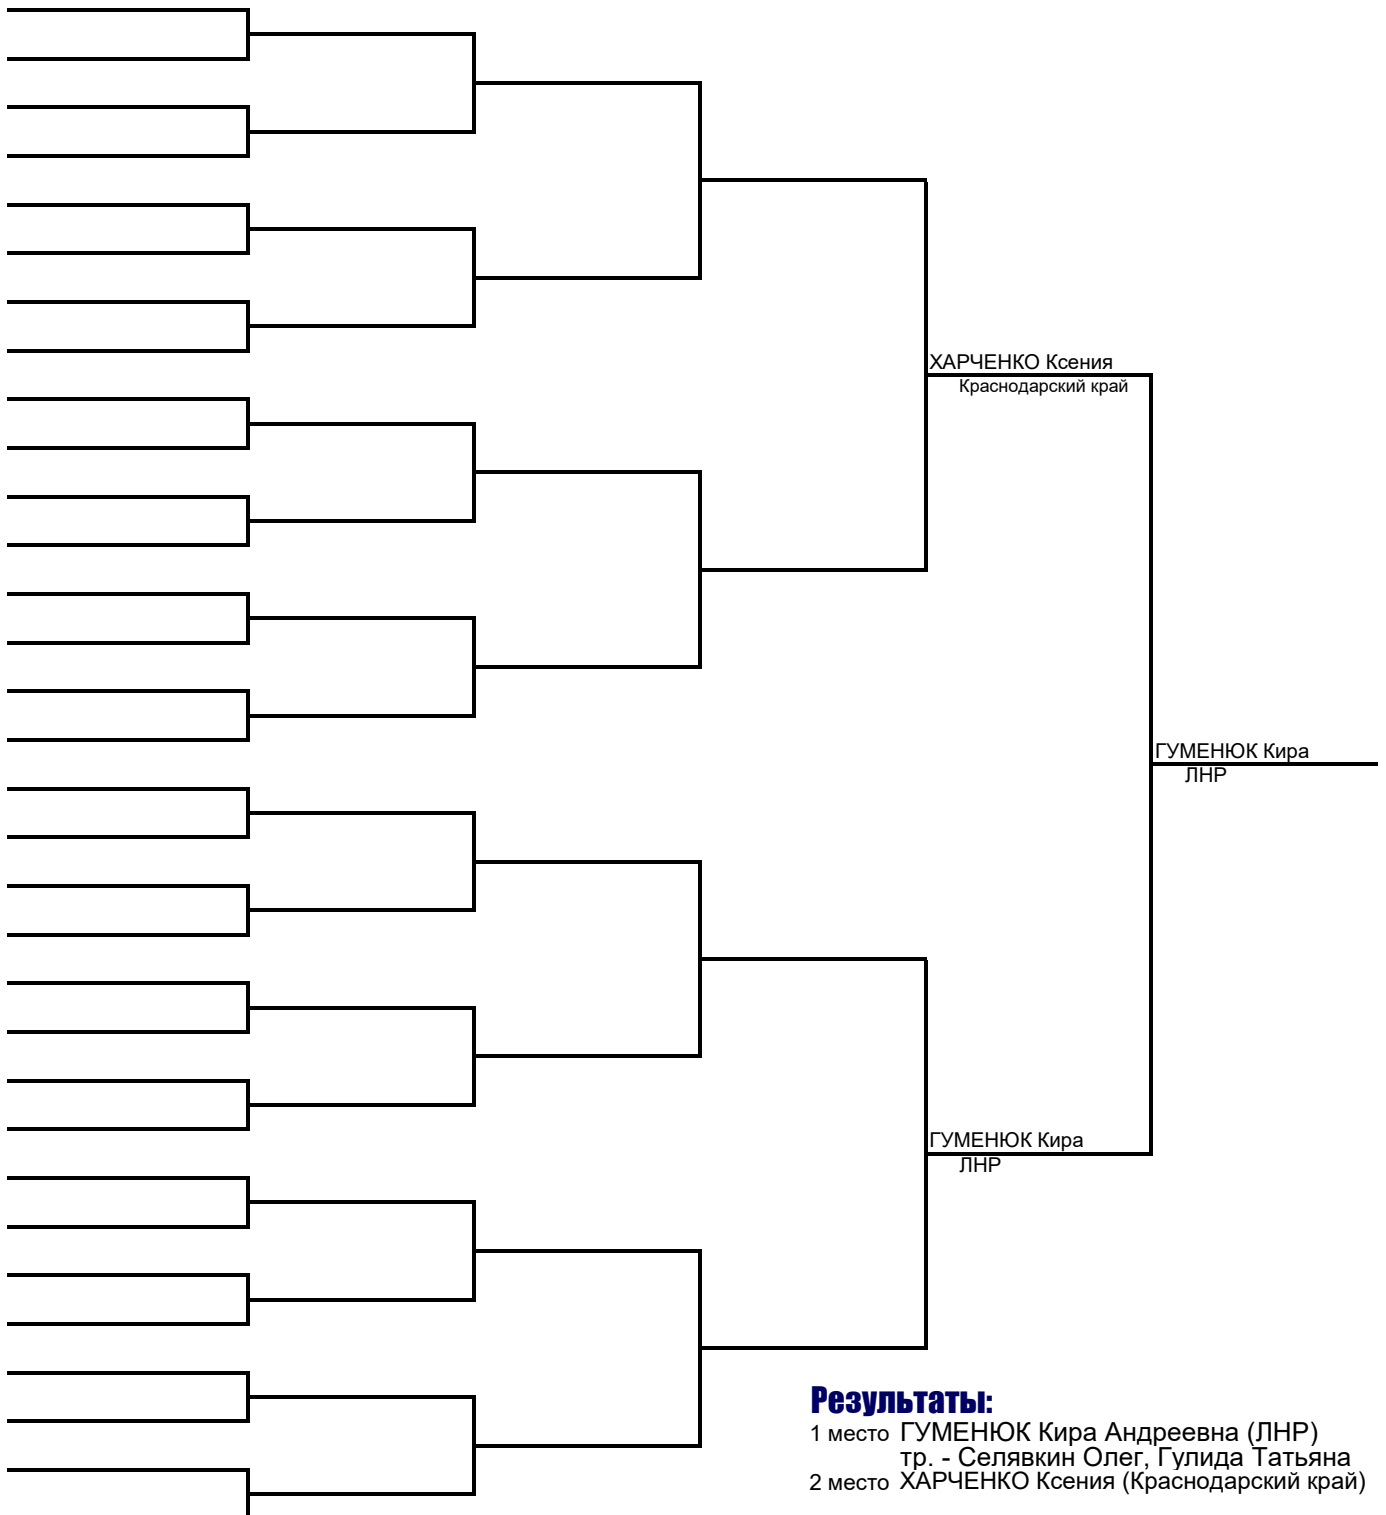 ХАРЧЕНКО Ксения
Краснодарский край
ГУМЕНЮК Кира
ЛНР
ГУМЕНЮК Кира
ЛНР
Результаты:
1 место ГУМЕНЮК Кира Андреевна (ЛНР)
тр. - Селявкин Олег, Гулида Татьяна
2 место ХАРЧЕНКО Ксения (Краснодарский край)